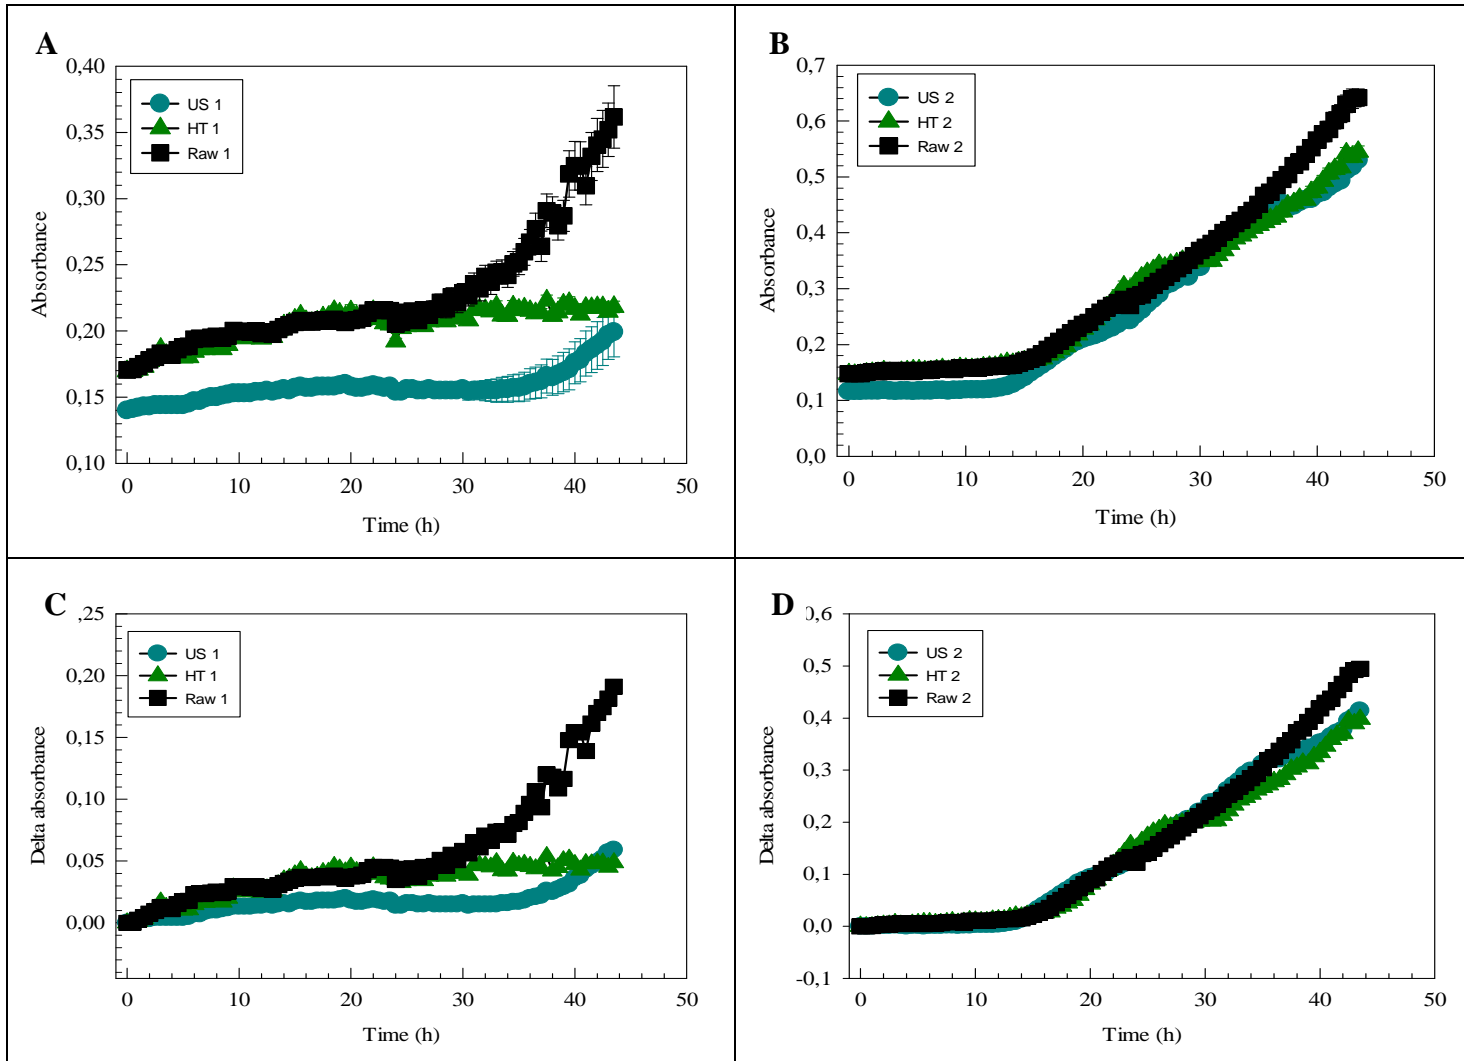 A
0,40
0,35
0,30
0,25
0,20
0,15
0,10
Absorbance
US 1
HT 1
Raw 1
0 10 20 30 40 50
Time (h)
B
0,7
0,6
0,5
0,4
0,3
0,2
0,1
0,0
Absorbance
US 2
HT 2
Raw 2
0 10 20 30 40 50
Time (h)
C
,25
0,20
0,15
0,10
0,05
0,00
Delta absorbance
US 1
HT 1
Raw 1
0 10 20 30 40 50
Time (h)
D
0,6
0,5
0,4
0,3
0,2
0,1
0,0
-0,1
Delta absorbance
US 2
HT 2
Raw 2
0 10 20 30 40 50
Time (h)